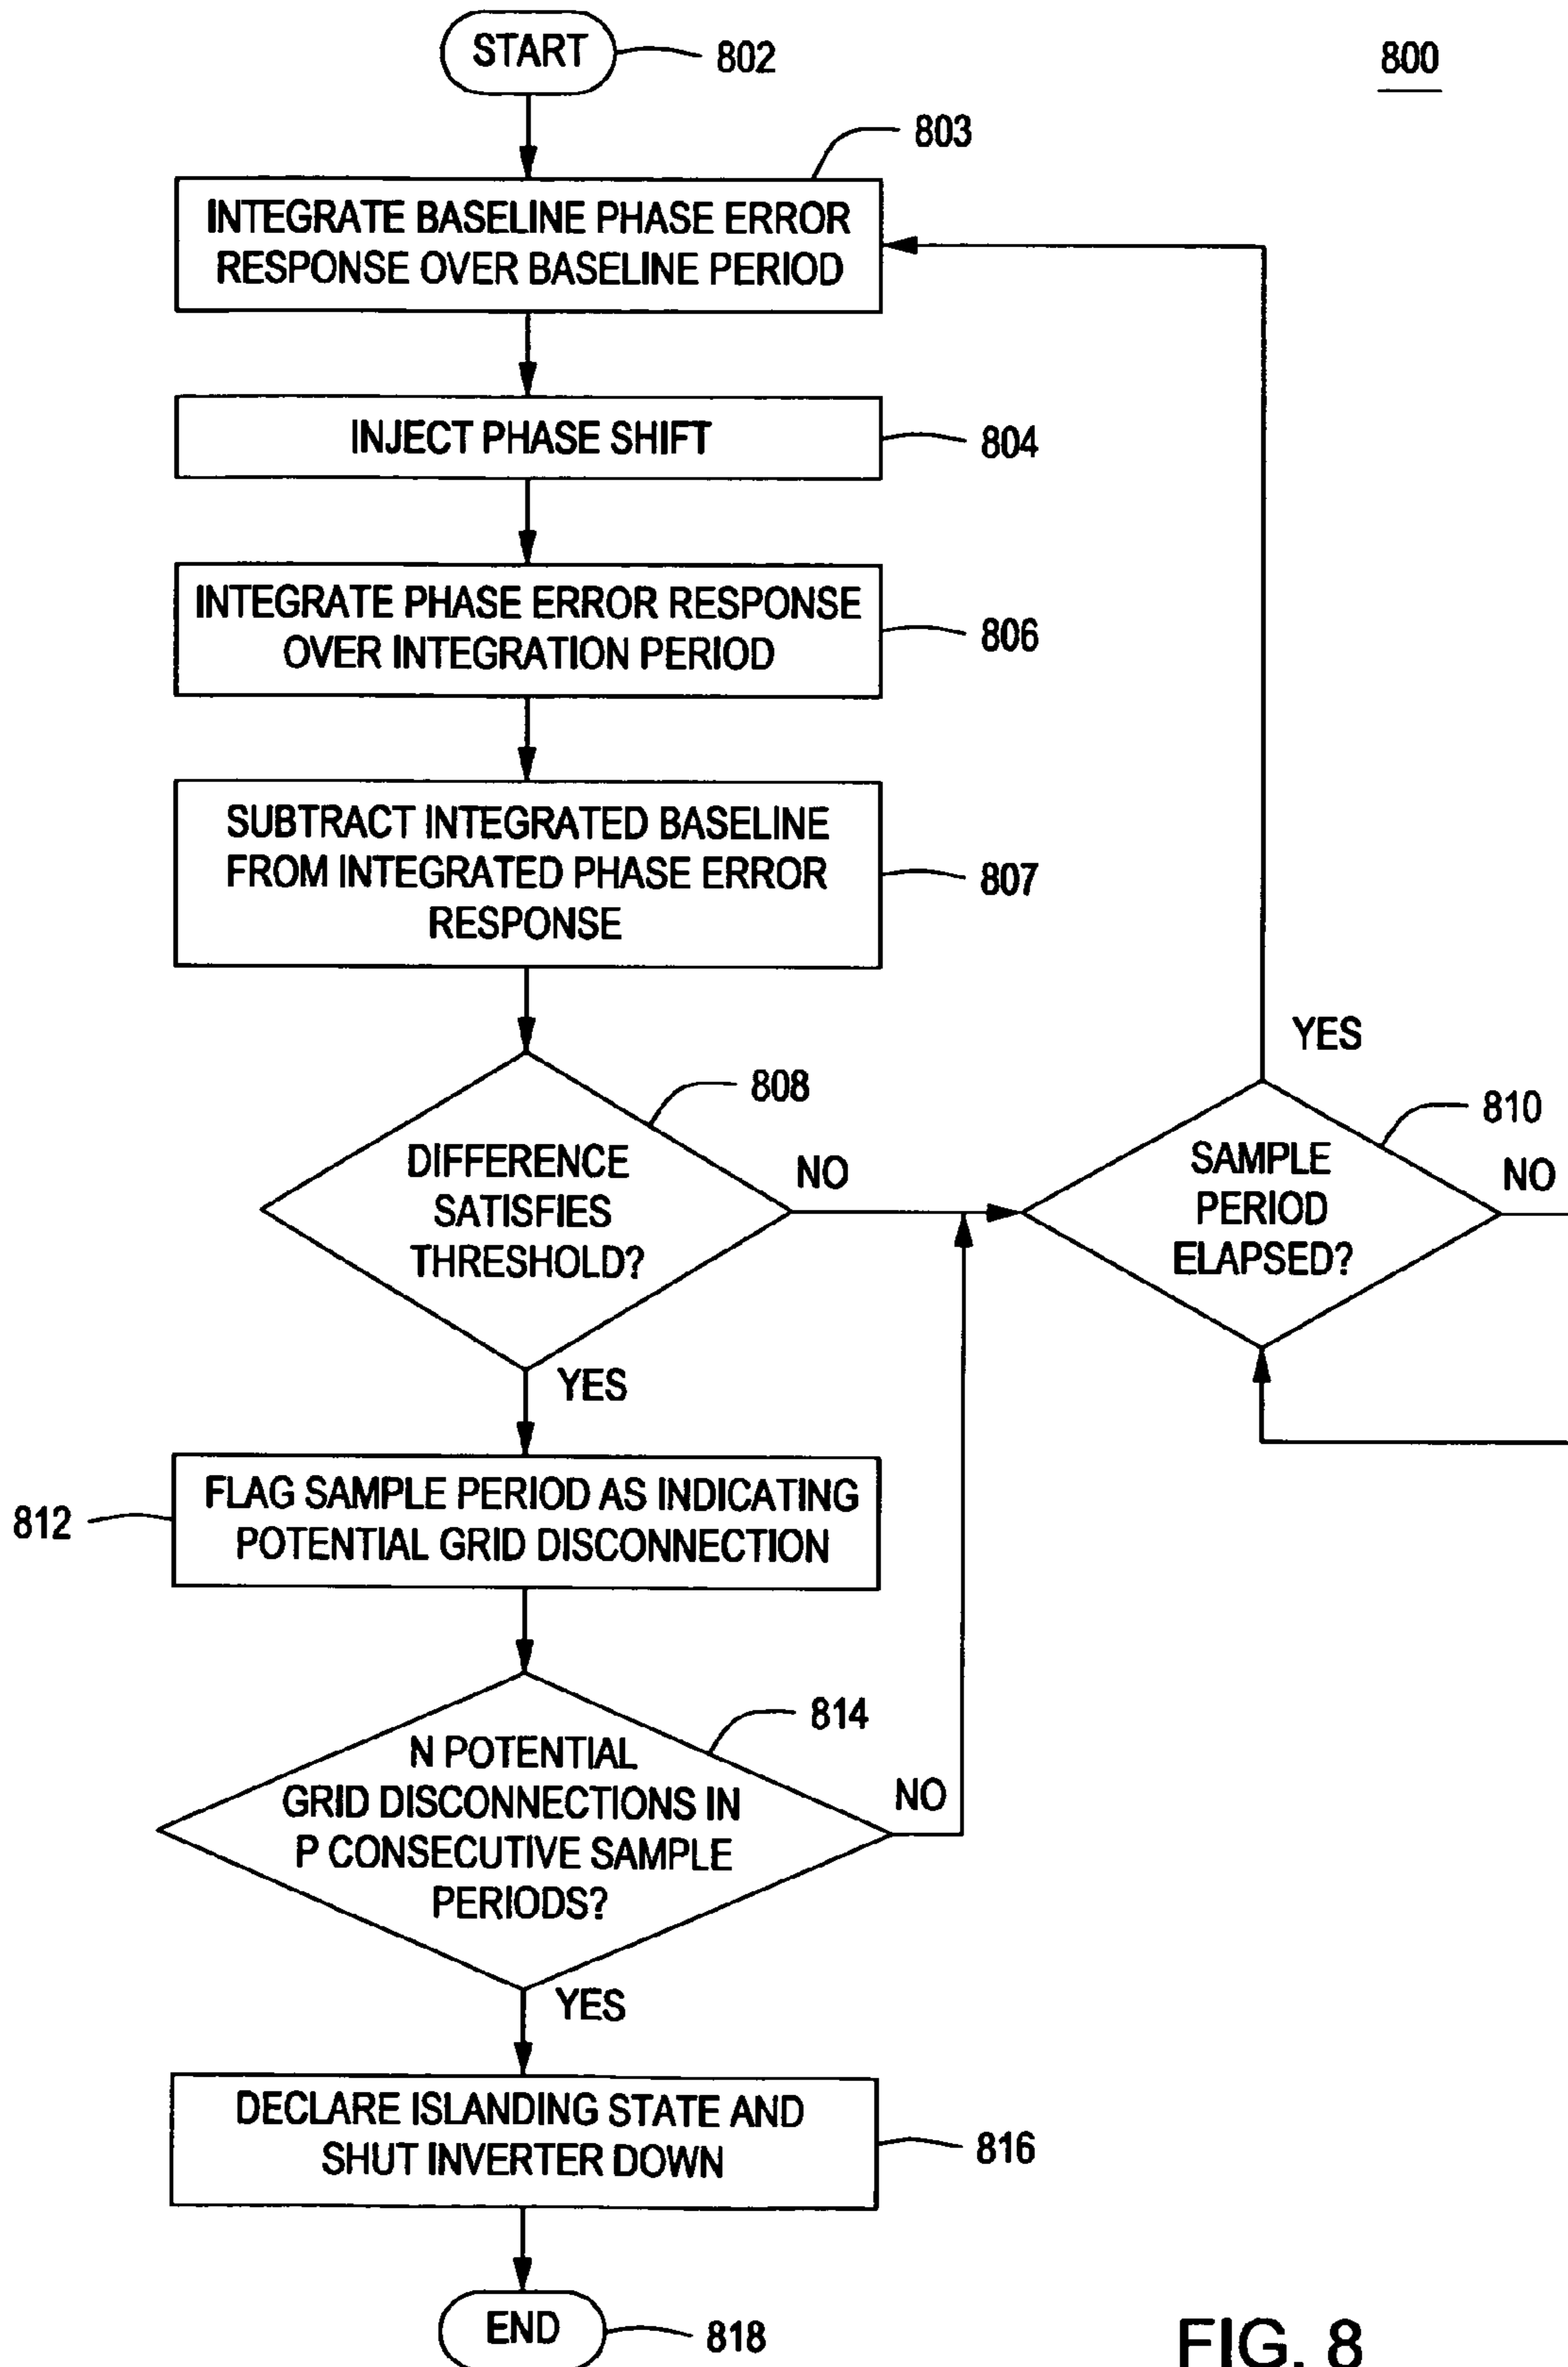 START
802
800
803
INTEGRATE BASELINE PHASE ERROR
RESPONSE OVER BASELINE PERIOD
INJECT PHASE SHIFT
804
INTEGRATE PHASE ERROR RESPONSE
OVER INTEGRATION PERIOD
806
SUBTRACT INTEGRATED BASELINE
FROM INTEGRATED PHASE ERROR
RESPONSE
807
808
DIFFERENCE
SATISFIES
THRESHOLD?
NO
YES
810
SAMPLE
PERIOD
ELAPSED?
NO
YES
812
FLAG SAMPLE PERIOD AS INDICATING
POTENTIAL GRID DISCONNECTION
814
N POTENTIAL
GRID DISCONNECTIONS IN
P CONSECUTIVE SAMPLE
PERIODS?
NO
YES
DECLARE ISLANDING STATE AND
SHUT INVERTER DOWN
816
END
818
FIG. 8